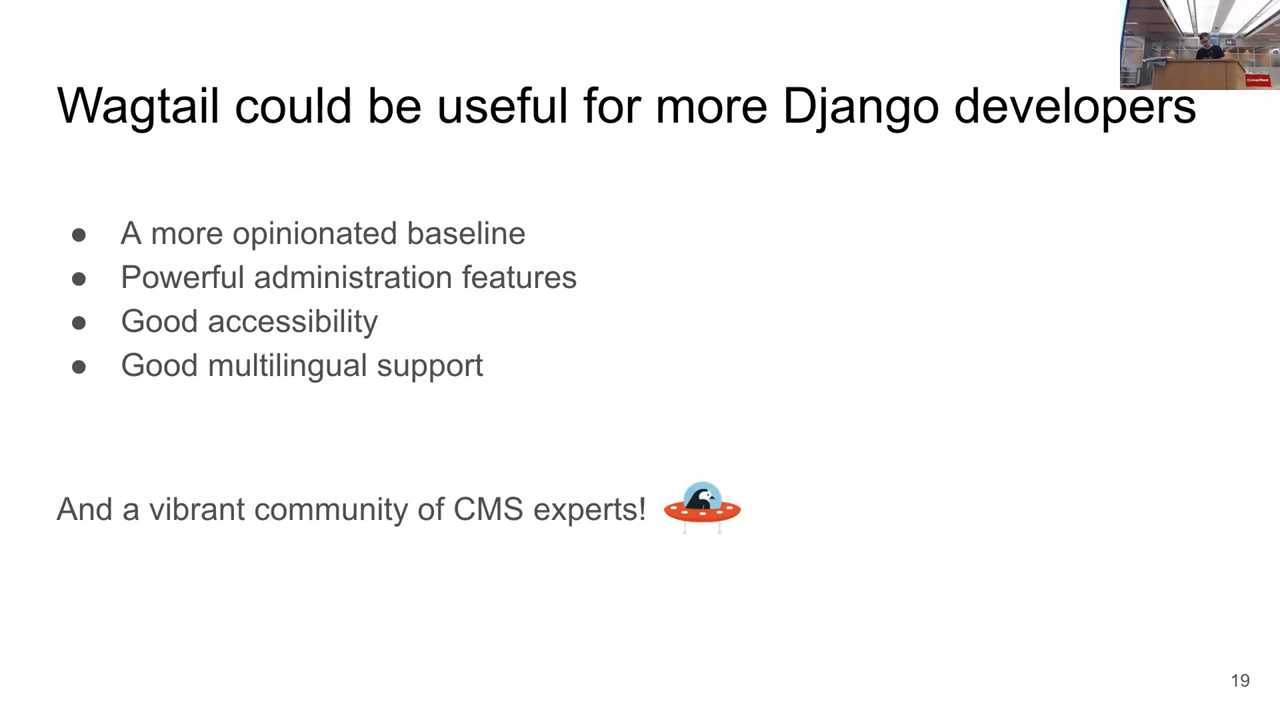 Wagtail could be useful for more Django developers
● A more opinionated baseline
● Powerful administration features
● Good accessibility
● Good multilingual support
And a vibrant community of CMS experts!
19